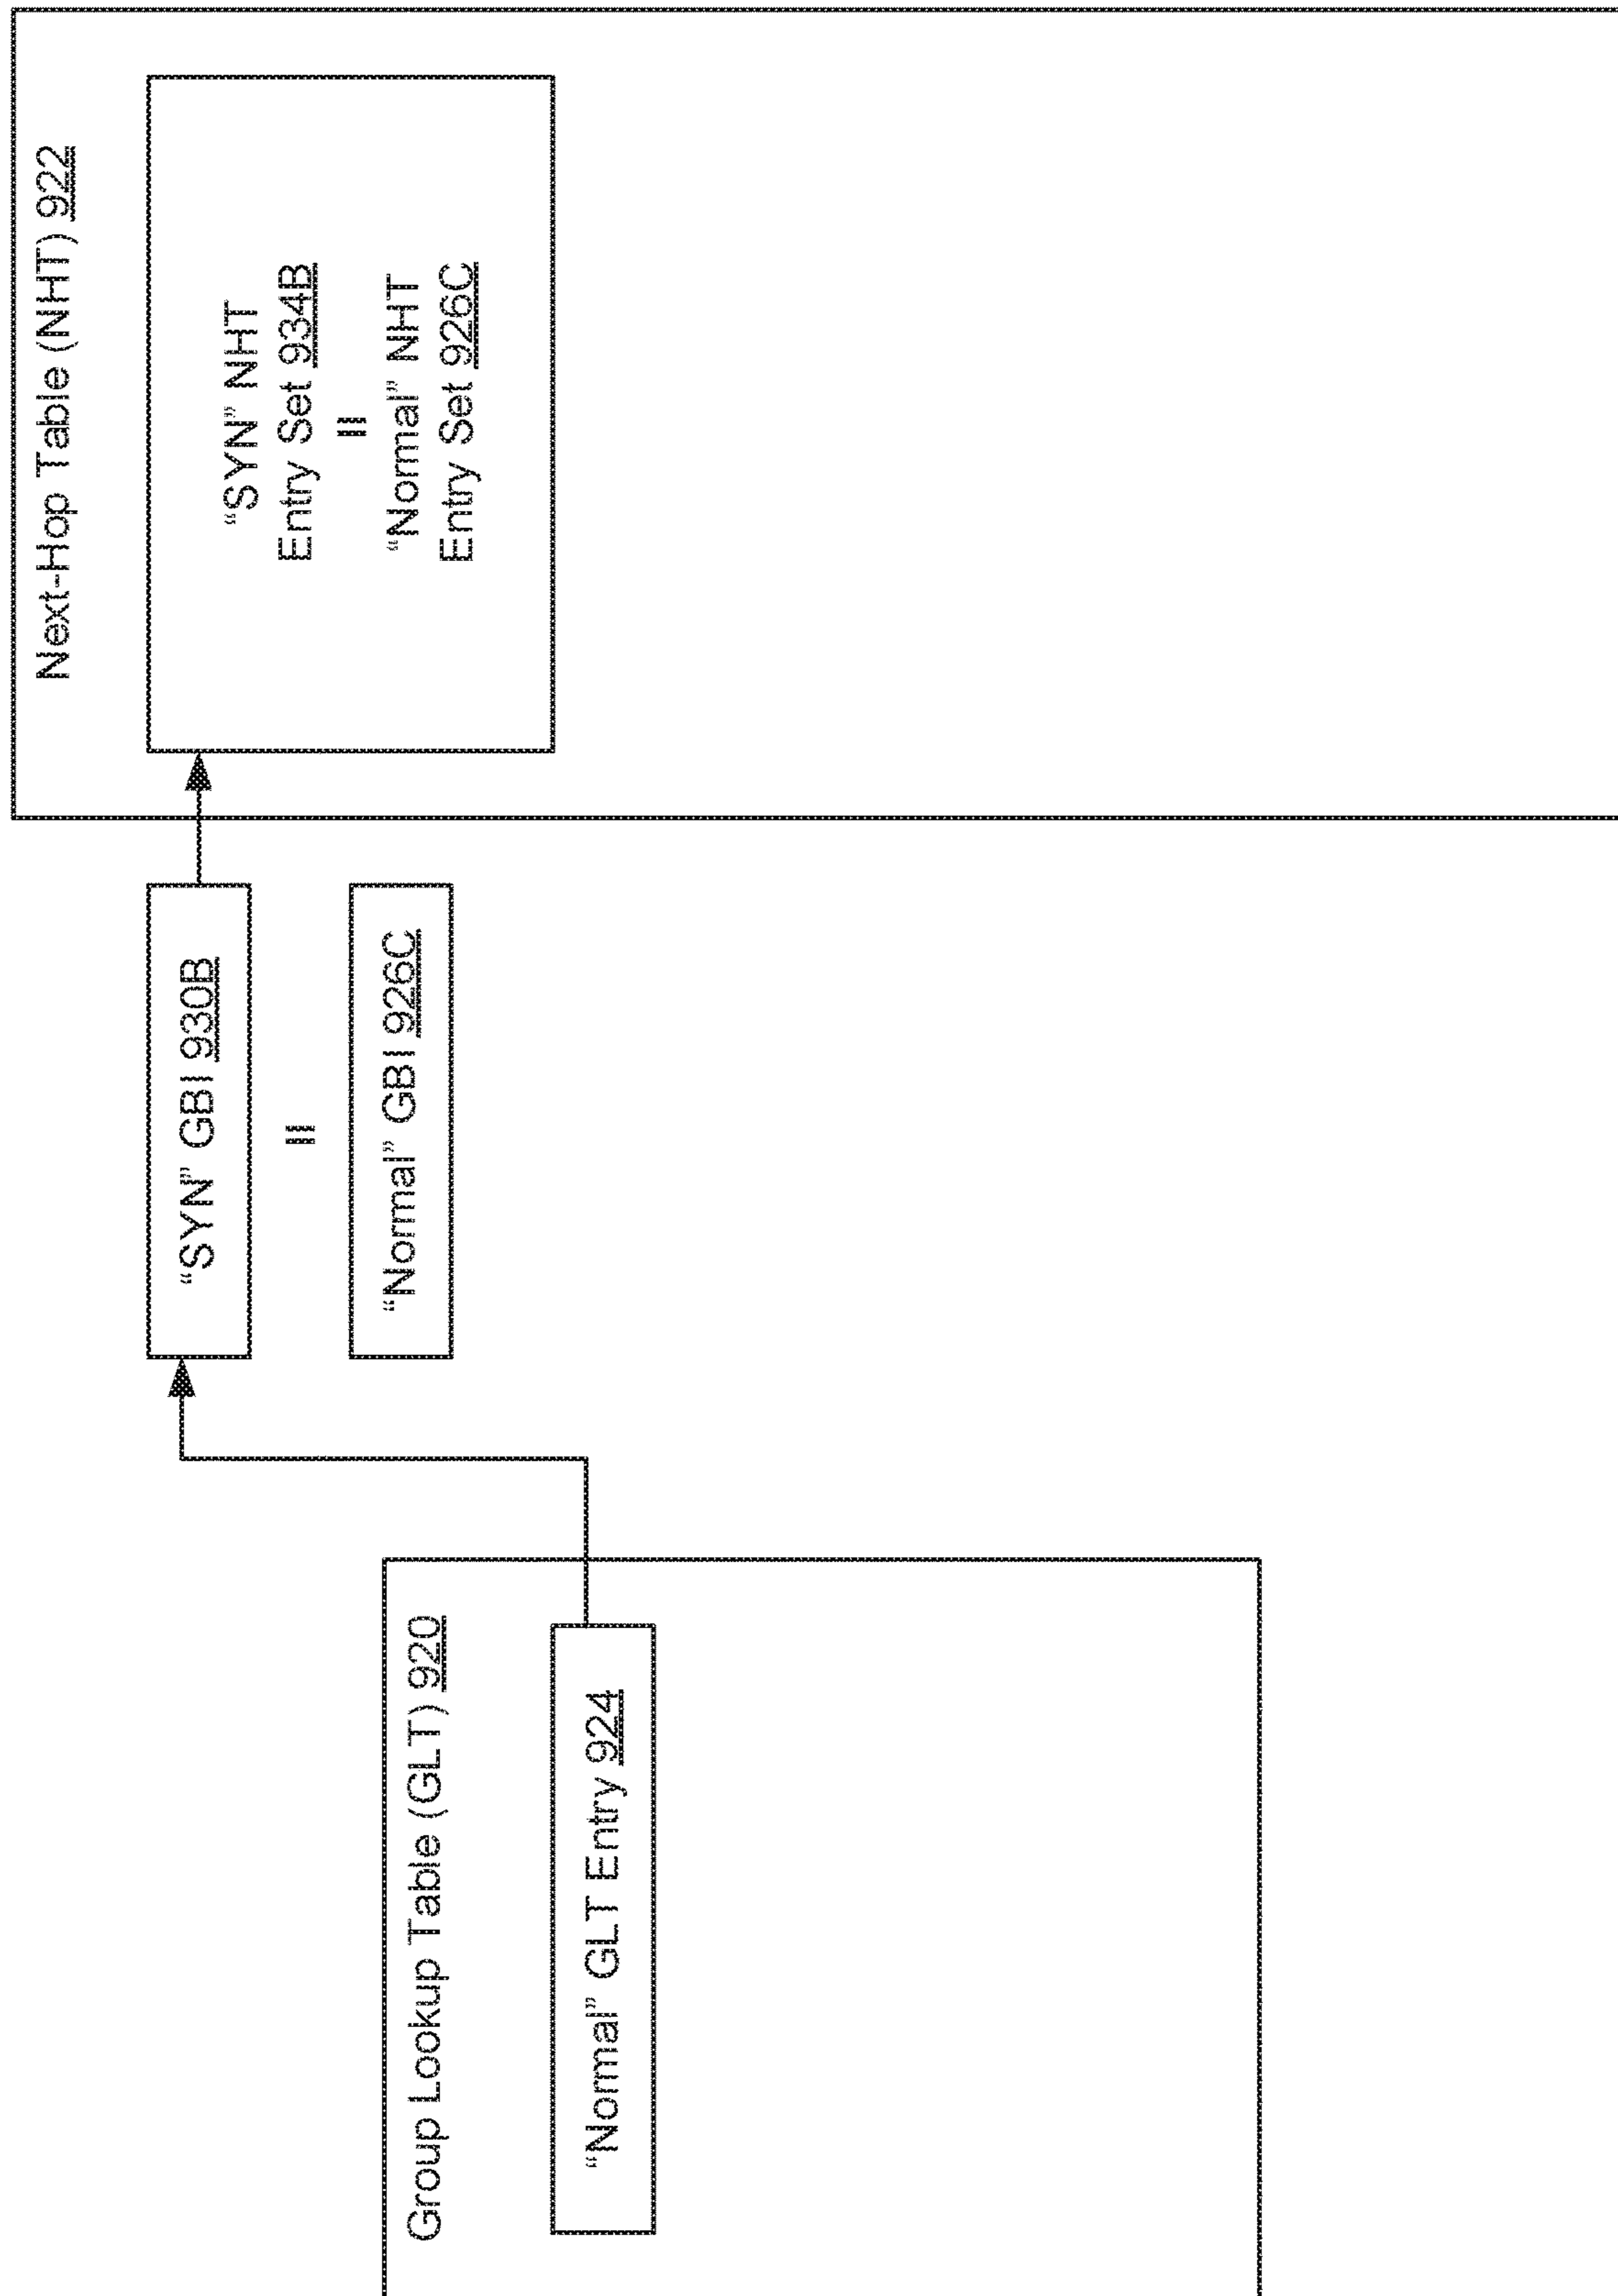 Group Lookup Table (GLT) 920
"Normal" GLT Entry 924
"SYN" GBI 930B
=
"Normal" GBI 926C
Next-Hop Table (NHT) 922
"SYN" NHT
Entry Set 934B
=
"Normal" NHT
Entry Set 926C